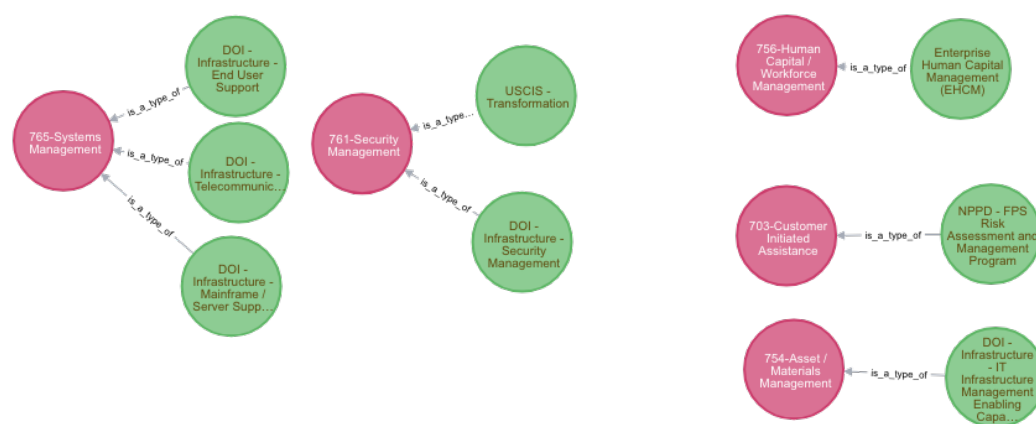 DOI -
Infrastructure -
End User
Support
is_a_type_of
765-Systems
Management
is_a_type_of
DOI -
Infrastructure -
Telecommunic…
is_a_type_of
DOI -
Infrastructure -
Mainframe /
Server Supp…
USCIS -
Transformation
is_a_type…
761-Security
Management
is_a_type_of
DOI -
Infrastructure -
Security
Management
756-Human
Capital /
Workforce
Management
is_a_type_of
Enterprise
Human Capital
Management
(EHCM)
703-Customer
Initiated
Assistance
is_a_type_of
NPPD - FPS
Risk
Assessment and
Management
Program
754-Asset /
Materials
Management
is_a_type_of
DOI -
Infrastructure
- IT
Infrastructure
Management
Enabling
Capa…